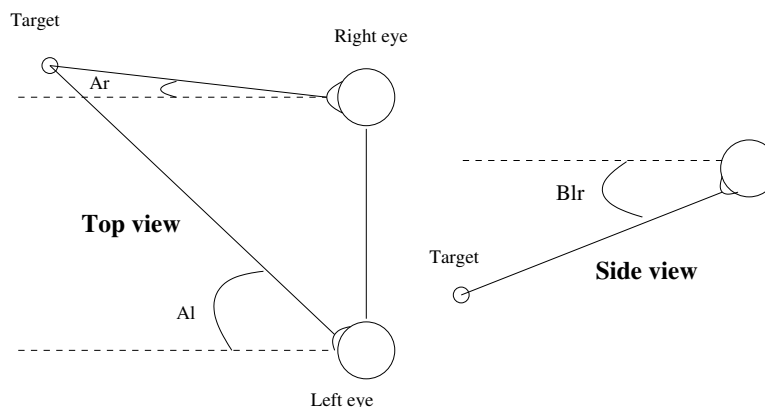 Target
Right eye
Ar
Top view
Al
Left eye
Blr
Target
Side view